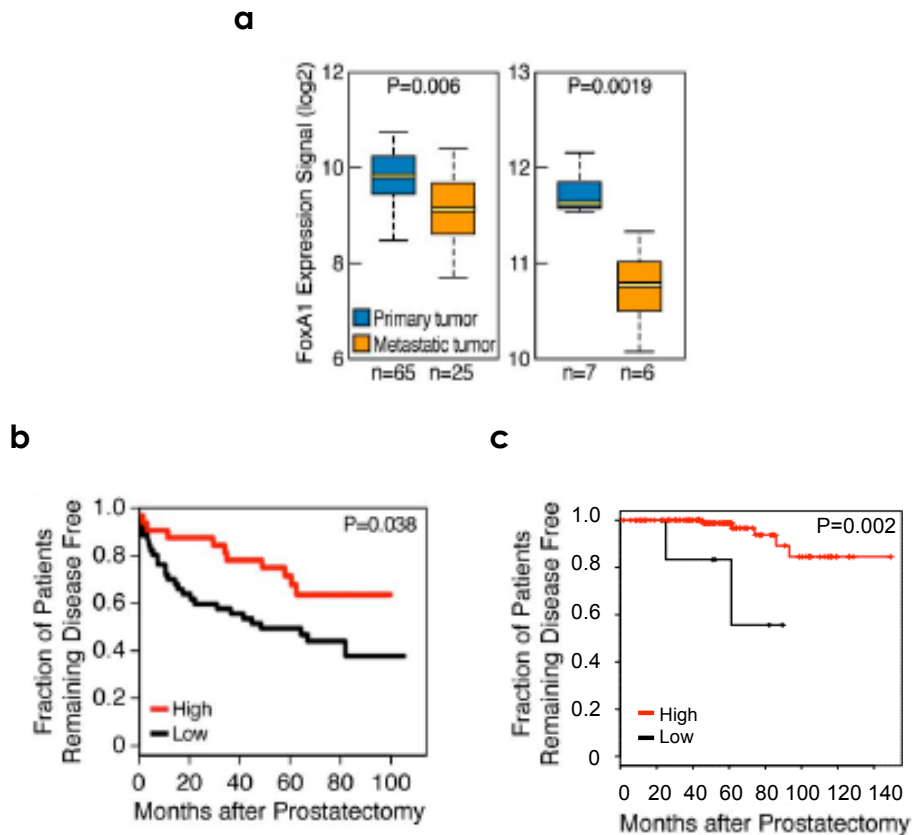 a
FoxA1 Expression Signal (log2)
12
10
8
6
P=0.006
Primary tumor
Metastatic tumor
n=65 n=25
13
12
11
10
P=0.0019
n=7 n=6
b
Fraction of Patients
Remaining Disease Free
1.0
0.8
0.6
0.4
0.2
0
P=0.038
High
Low
0 20 40 60 80 100
Months after Prostatectomy
c
Fraction of Patients
Remaining Disease Free
1.0
0.8
0.6
0.4
0.2
0
P=0.002
High
Low
0 20 40 60 80 100 120 140
Months after Prostatectomy